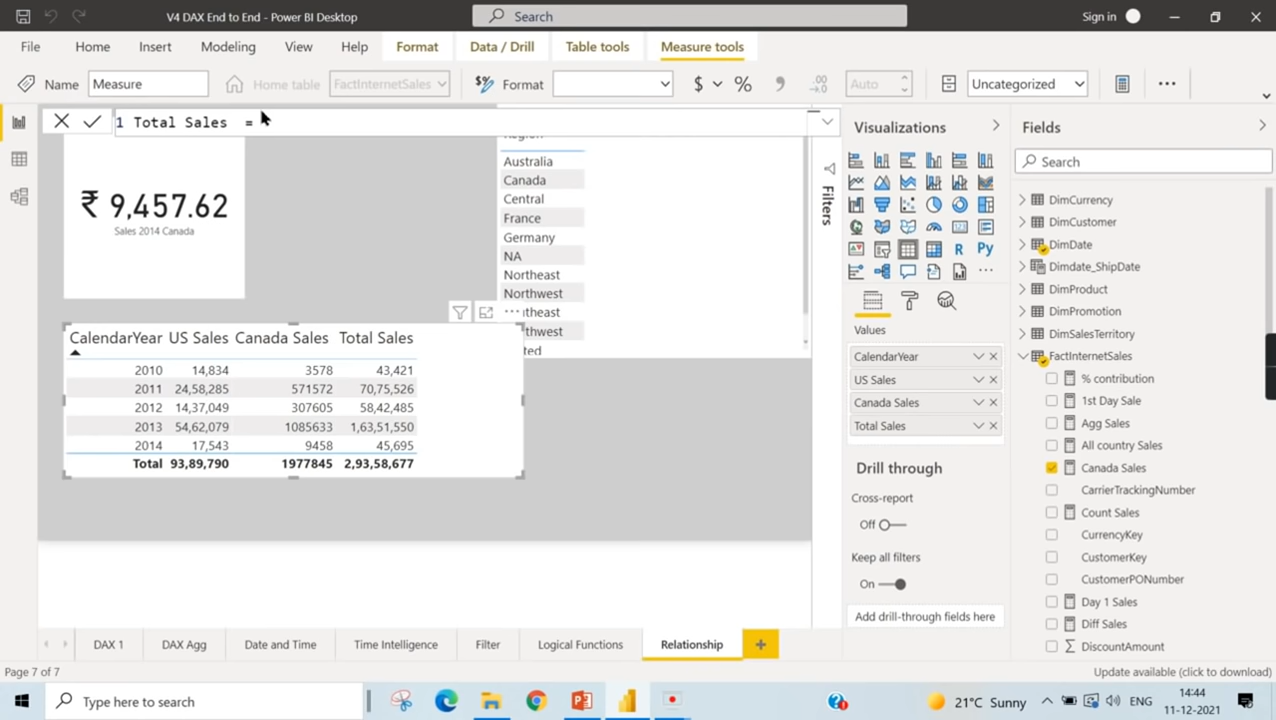 V4 DAX End to End - Power BI Desktop
Search
Sign in
File Home Insert Modeling View Help Format Data / Drill Table tools Measure tools
Name Measure Home table FactInternetSales Format $ % 9 .00 Auto Uncategorized
1 Total Sales =
₹ 9,457.62
Sales 2014 Canada
Australia
Canada
Central
France
Germany
NA
Northeast
Northwest
theast
thwest
ted
CalendarYear US Sales Canada Sales Total Sales
2010 14,834 3578 43,421
2011 24,58,285 571572 70,75,526
2012 14,37,049 307605 58,42,485
2013 54,62,079 1085633 1,63,51,550
2014 17,543 9458 45,695
Total 93,89,790 1977845 2,93,58,677
Filters
Visualizations
R Py
Values
CalendarYear
US Sales
Canada Sales
Total Sales
Drill through
Cross-report
Off
Keep all filters
On
Add drill-through fields here
Fields
Search
DimCurrency
DimCustomer
DimDate
Dimdate_ShipDate
DimProduct
DimPromotion
DimSalesTerritory
FactInternetSales
% contribution
1st Day Sale
Agg Sales
All country Sales
Canada Sales
CarrierTrackingNumber
Count Sales
CurrencyKey
CustomerKey
CustomerPONumber
Day 1 Sales
Diff Sales
DiscountAmount
DAX 1 DAX Agg Date and Time Time Intelligence Filter Logical Functions Relationship
Page 7 of 7
Update available (click to download)
Type here to search
21°C Sunny
ENG
14:44
11-12-2021